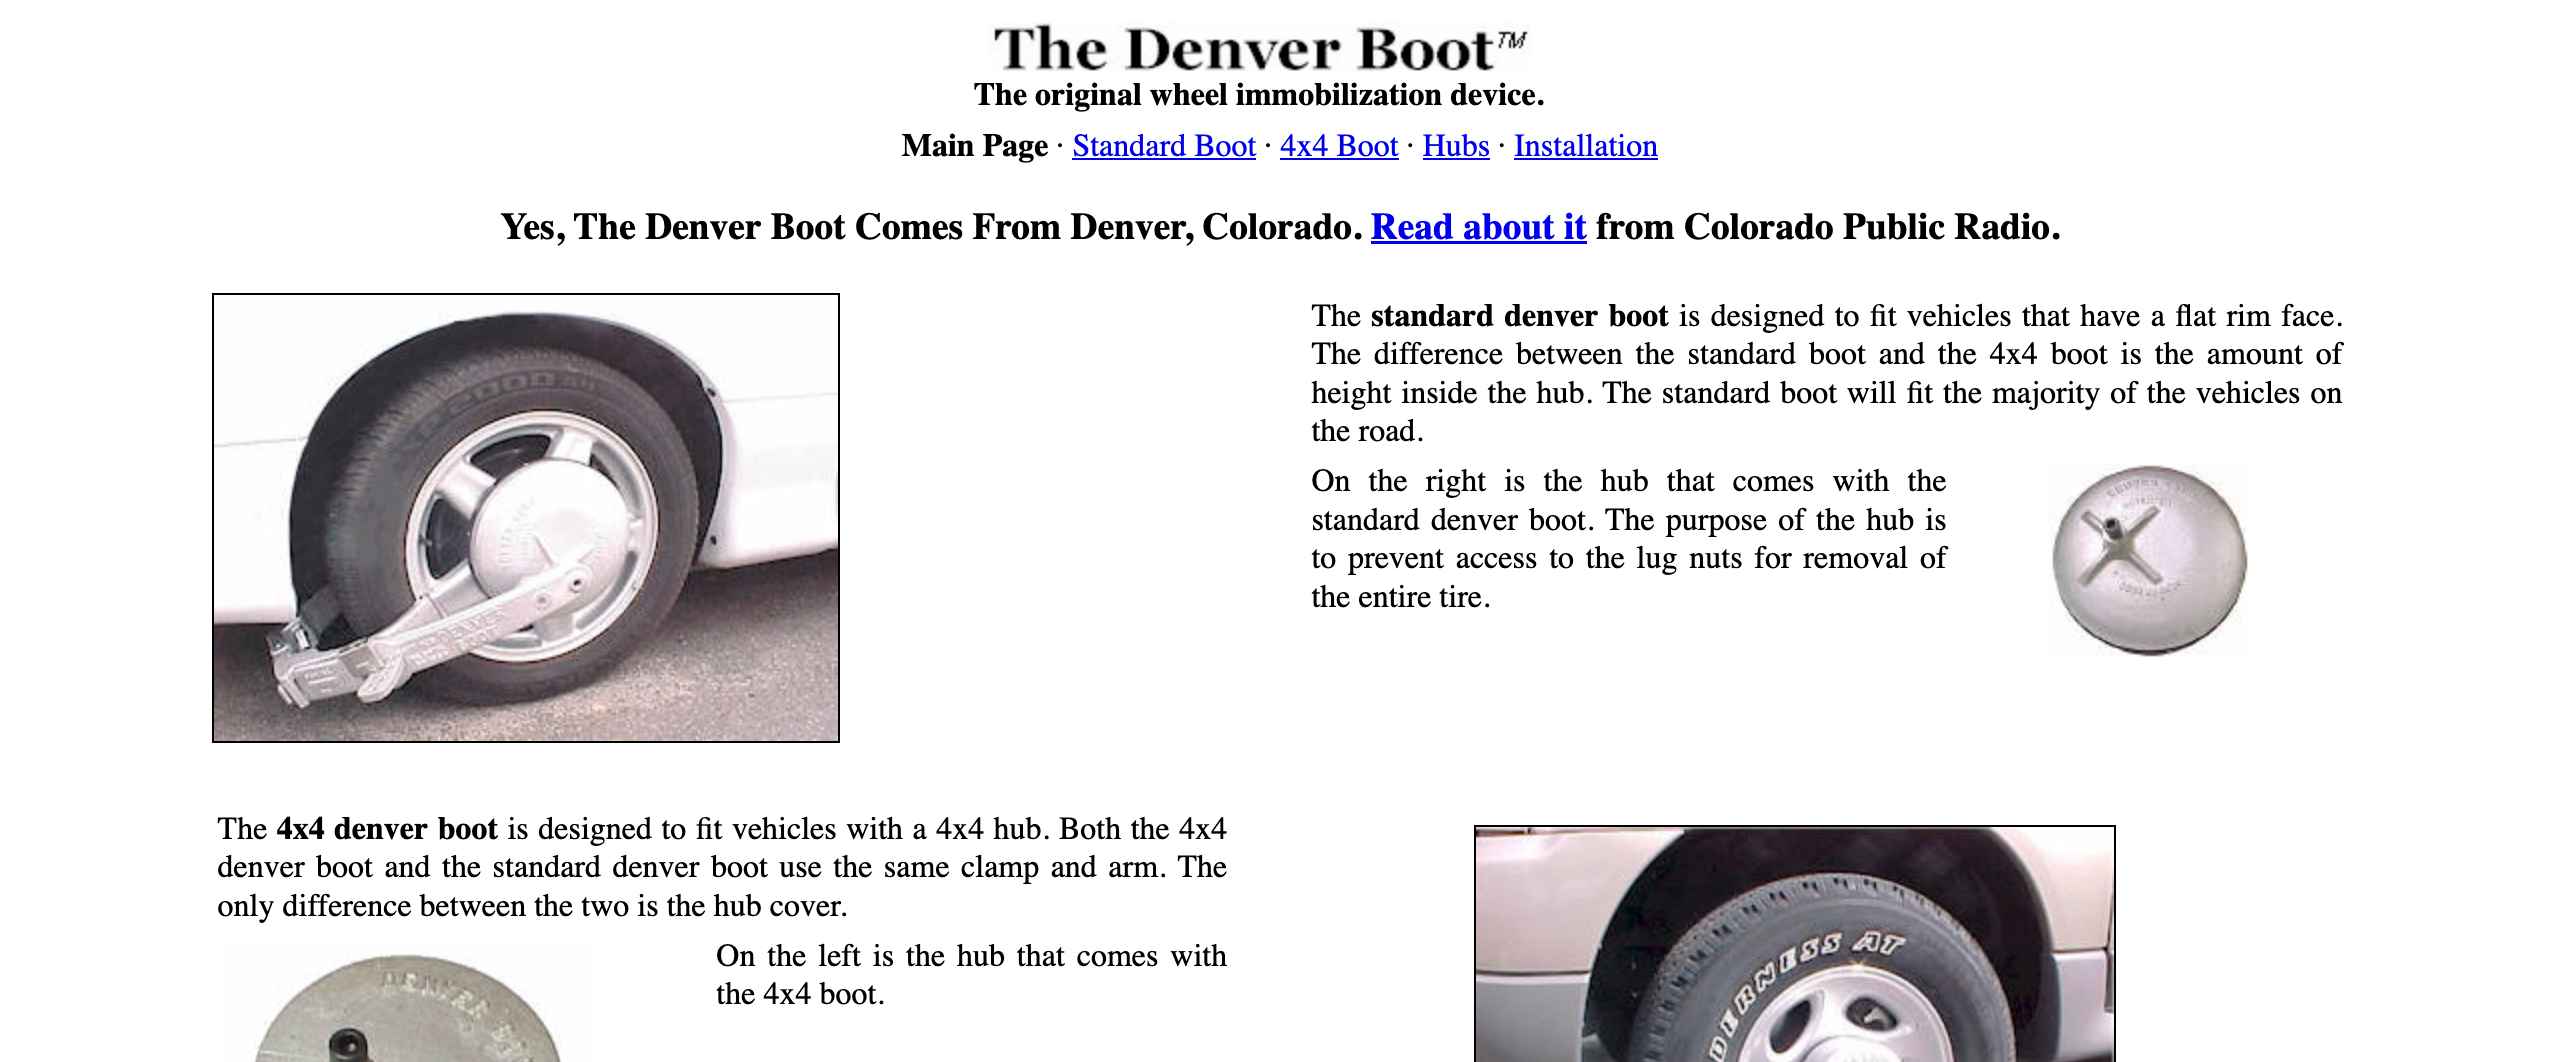 The Denver Boot™
The original wheel immobilization device.
Main Page · Standard Boot · 4x4 Boot · Hubs · Installation
Yes, The Denver Boot Comes From Denver, Colorado. Read about it from Colorado Public Radio.
The standard denver boot is designed to fit vehicles that have a flat rim face.
The difference between the standard boot and the 4x4 boot is the amount of
height inside the hub. The standard boot will fit the majority of the vehicles on
the road.
On the right is the hub that comes with the
standard denver boot. The purpose of the hub is
to prevent access to the lug nuts for removal of
the entire tire.
The 4x4 denver boot is designed to fit vehicles with a 4x4 hub. Both the 4x4
denver boot and the standard denver boot use the same clamp and arm. The
only difference between the two is the hub cover.
On the left is the hub that comes with
the 4x4 boot.
DENVER
DERNESS AT